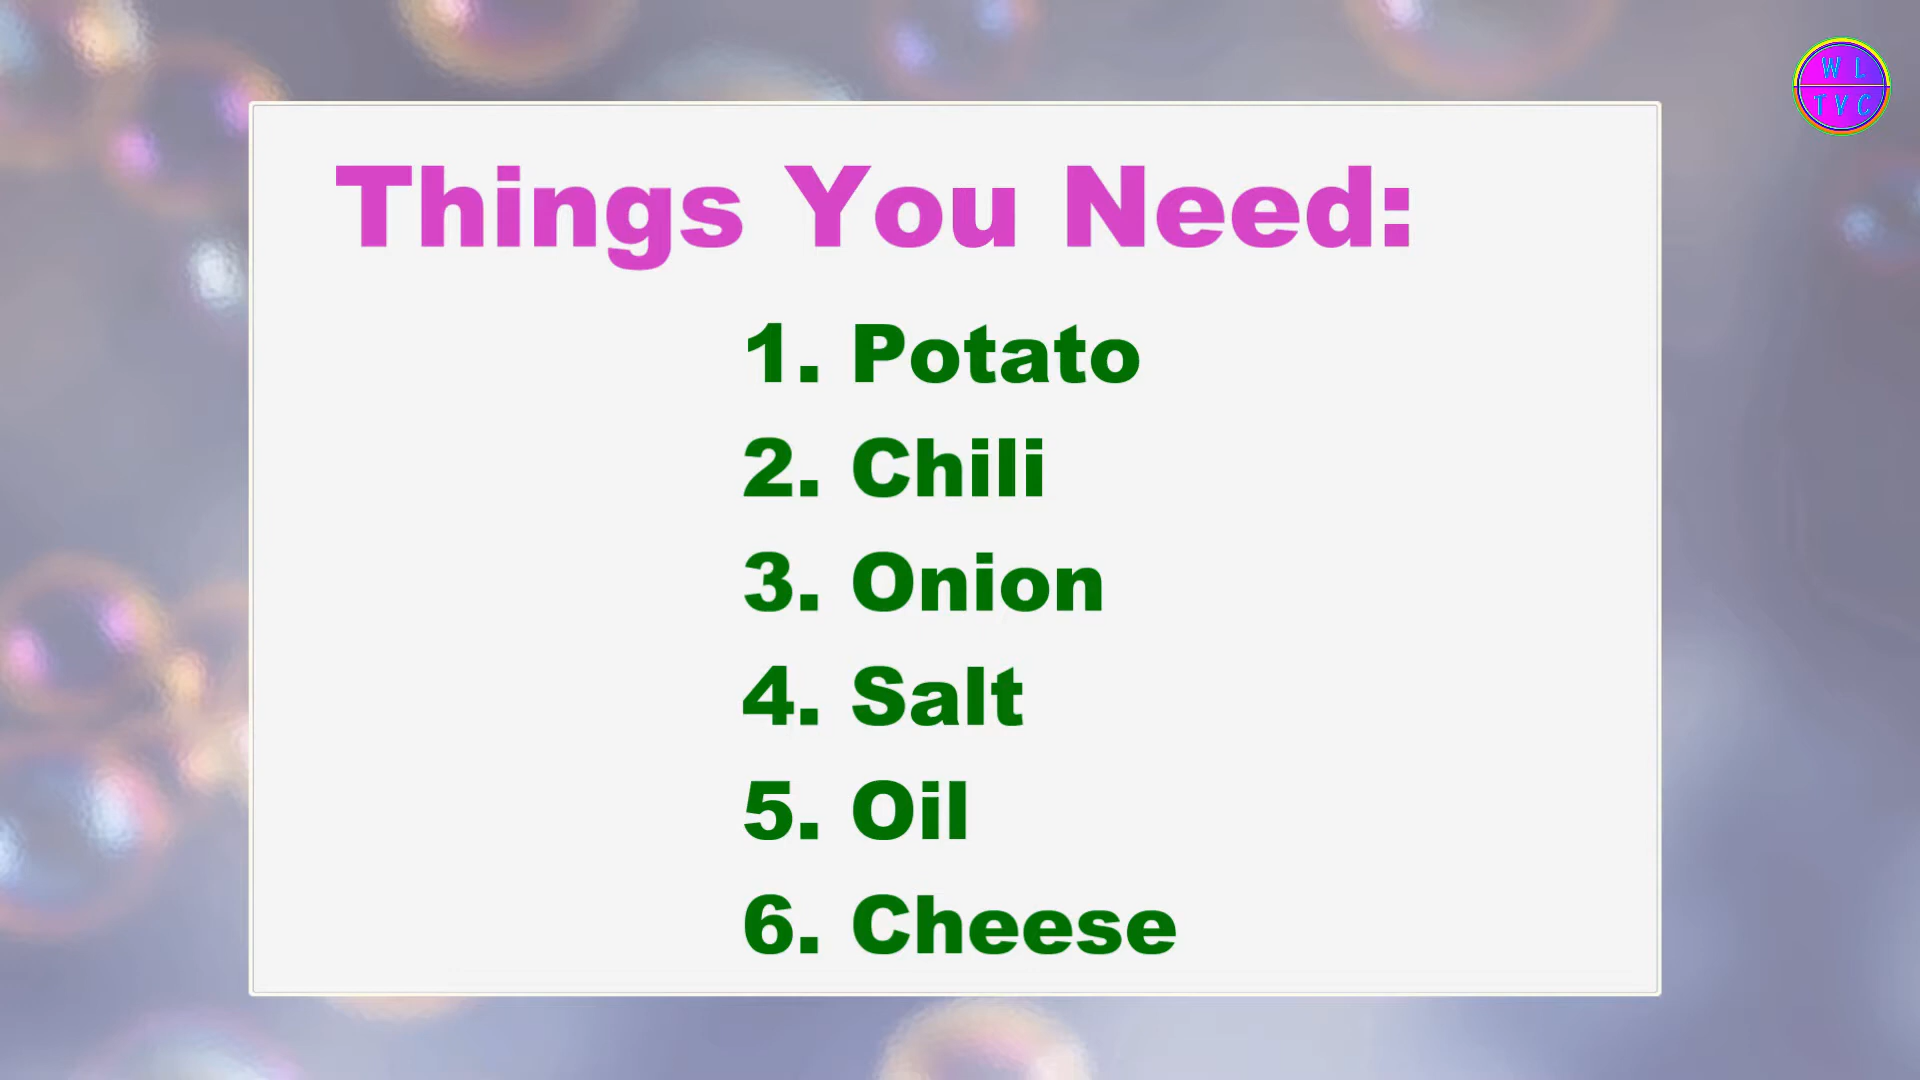 W L
T V C
Things You Need:
1. Potato
2. Chili
3. Onion
4. Salt
5. Oil
6. Cheese